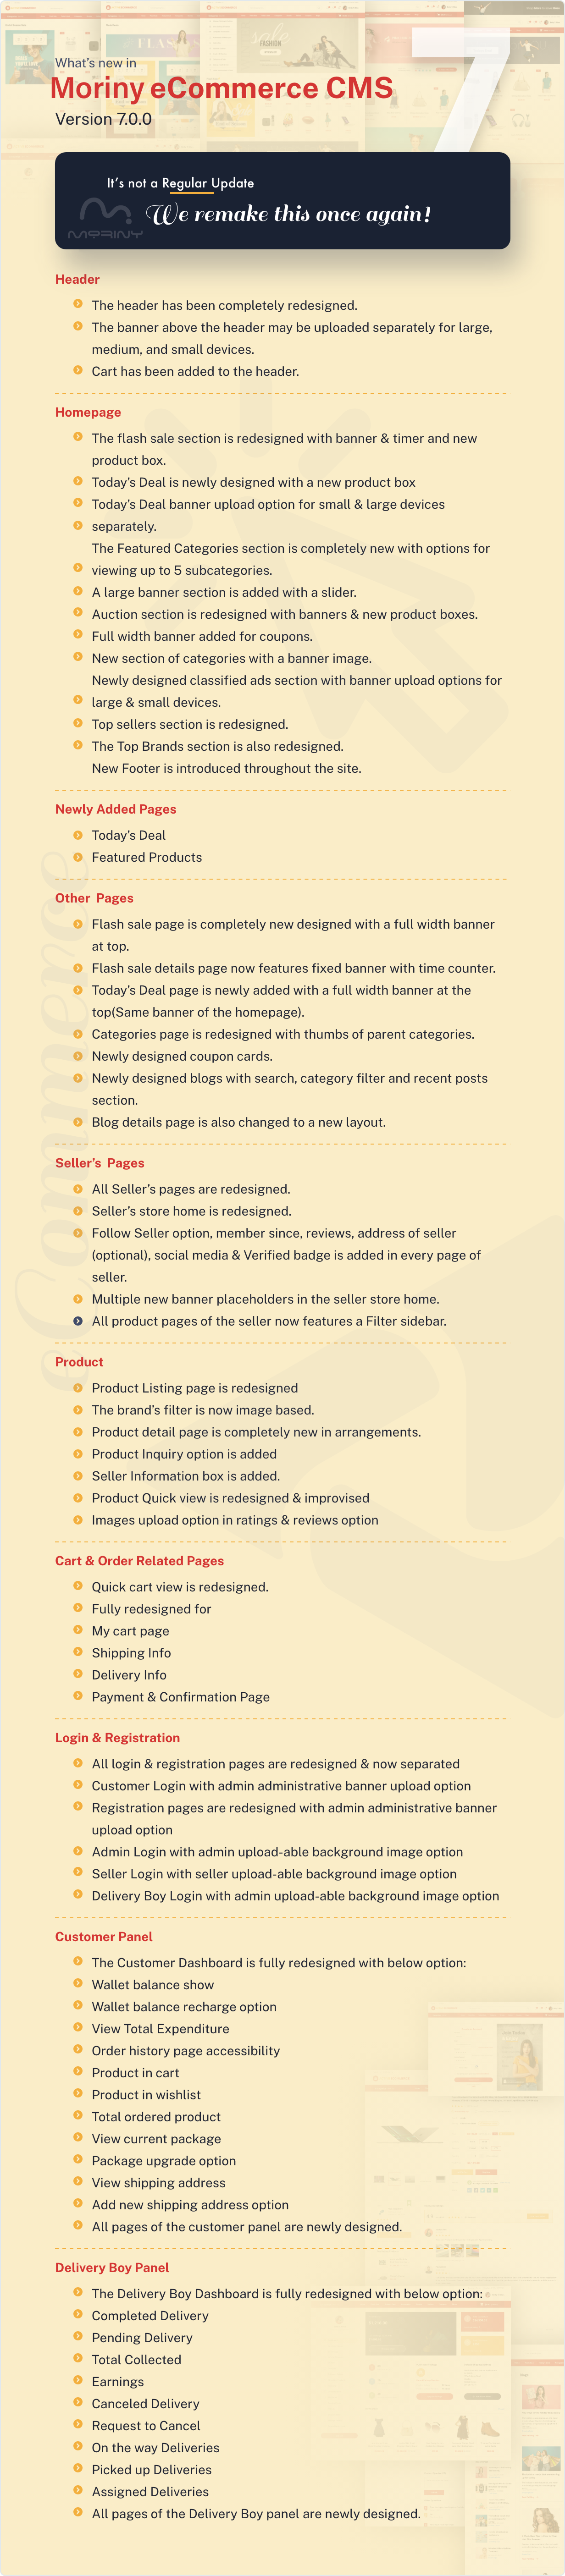 What's new in
Moriny eCommerce CMS
Version 7.0.0
7
It's not a Regular Update
We remake this once again!
MORINY
Header
The header has been completely redesigned.
The banner above the header may be uploaded separately for large,
medium, and small devices.
Cart has been added to the header.
Homepage
The flash sale section is redesigned with banner & timer and new
product box.
Today's Deal is newly designed with a new product box
Today's Deal banner upload option for small & large devices
separately.
The Featured Categories section is completely new with options for
viewing up to 5 subcategories.
A large banner section is added with a slider.
Auction section is redesigned with banners & new product boxes.
Full width banner added for coupons.
New section of categories with a banner image.
Newly designed classified ads section with banner upload options for
large & small devices.
Top sellers section is redesigned.
The Top Brands section is also redesigned.
New Footer is introduced throughout the site.
Newly Added Pages
Today's Deal
Featured Products
eCommerce
Other Pages
Flash sale page is completely new designed with a full width banner
at top.
Flash sale details page now features fixed banner with time counter.
Today's Deal page is newly added with a full width banner at the
top(Same banner of the homepage).
Categories page is redesigned with thumbs of parent categories.
Newly designed coupon cards.
Newly designed blogs with search, category filter and recent posts
section.
Blog details page is also changed to a new layout.
Seller's Pages
All Seller's pages are redesigned.
Seller's store home is redesigned.
Follow Seller option, member since, reviews, address of seller
(optional), social media & Verified badge is added in every page of
seller.
Multiple new banner placeholders in the seller store home.
All product pages of the seller now features a Filter sidebar.
Product
Product Listing page is redesigned
The brand's filter is now image based.
Product detail page is completely new in arrangements.
Product Inquiry option is added
Seller Information box is added.
Product Quick view is redesigned & improvised
Images upload option in ratings & reviews option
Cart & Order Related Pages
Quick cart view is redesigned.
Fully redesigned for
My cart page
Shipping Info
Delivery Info
Payment & Confirmation Page
Login & Registration
All login & registration pages are redesigned & now separated
Customer Login with admin administrative banner upload option
Registration pages are redesigned with admin administrative banner
upload option
Admin Login with admin upload-able background image option
Seller Login with seller upload-able background image option
Delivery Boy Login with admin upload-able background image option
Customer Panel
The Customer Dashboard is fully redesigned with below option:
Wallet balance show
Wallet balance recharge option
View Total Expenditure
Order history page accessibility
Product in cart
Product in wishlist
Total ordered product
View current package
Package upgrade option
View shipping address
Add new shipping address option
All pages of the customer panel are newly designed.
Delivery Boy Panel
The Delivery Boy Dashboard is fully redesigned with below option:
Completed Delivery
Pending Delivery
Total Collected
Earnings
Canceled Delivery
Request to Cancel
On the way Deliveries
Picked up Deliveries
Assigned Deliveries
All pages of the Delivery Boy panel are newly designed.